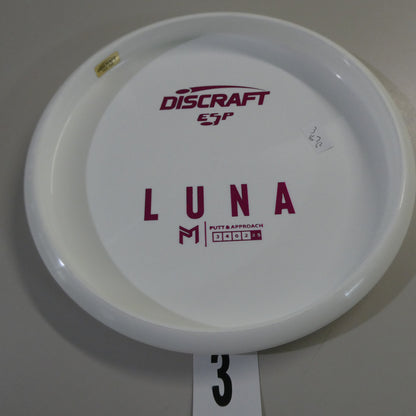 DISCRAFT
ESP
LUNA
PUTT & APPROACH
3